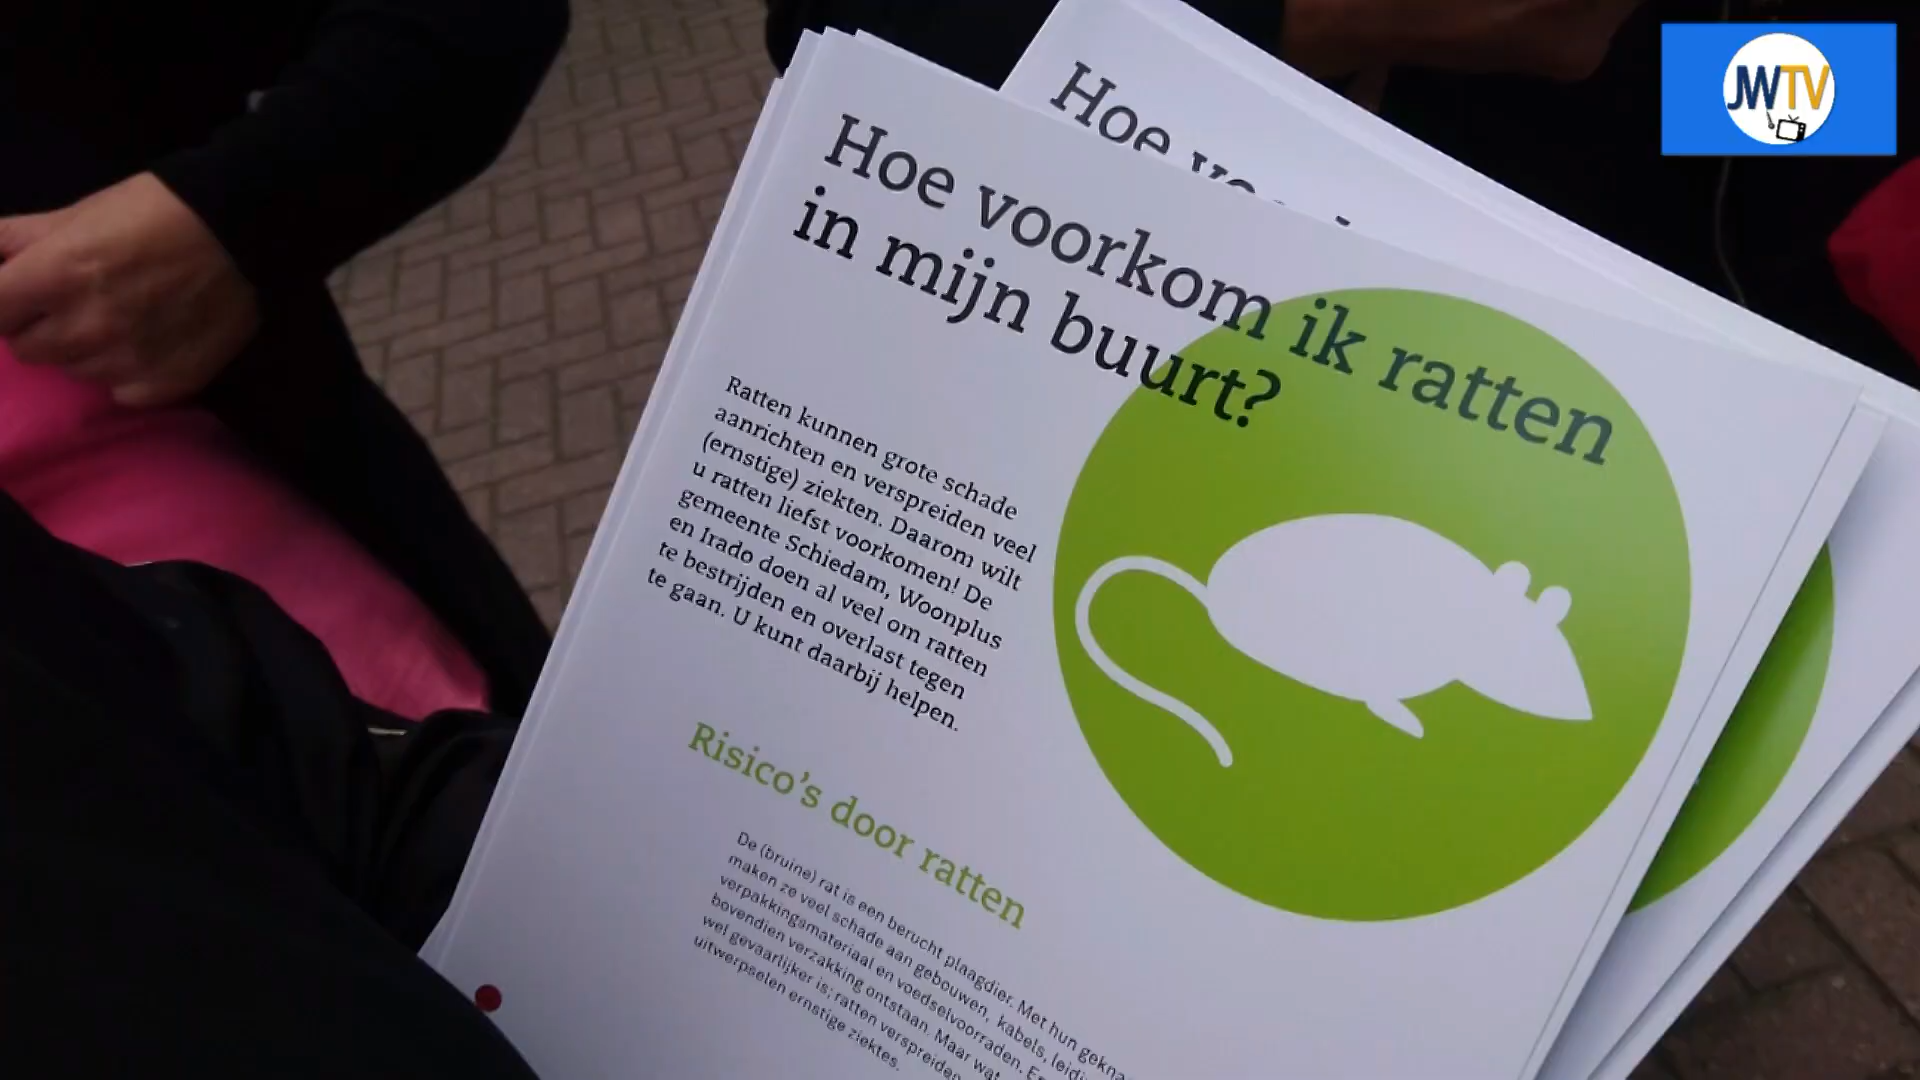 JWTV
Hoe voorkom ik ratten
in mijn buurt?
Ratten kunnen grote schade
aanrichten en verspreiden veel
(ernstige) ziekten. Daarom wilt
u ratten liefst voorkomen! De
gemeente Schiedam, Woonplus
en Irado doen al veel om ratten
te bestrijden en overlast tegen
te gaan. U kunt daarbij helpen.
Risico's door ratten
De (bruine) rat is een berucht plaagdier. Met hun
maken ze veel schade aan gebouwen, kabels,
verpakkingsmateriaal en voedselvoorraden.
bovendien verzakking ontstaan. Maar wat
wel gevaarlijker is; ratten verspreiden
uitwerpselen ernstige ziektes.
Hoe